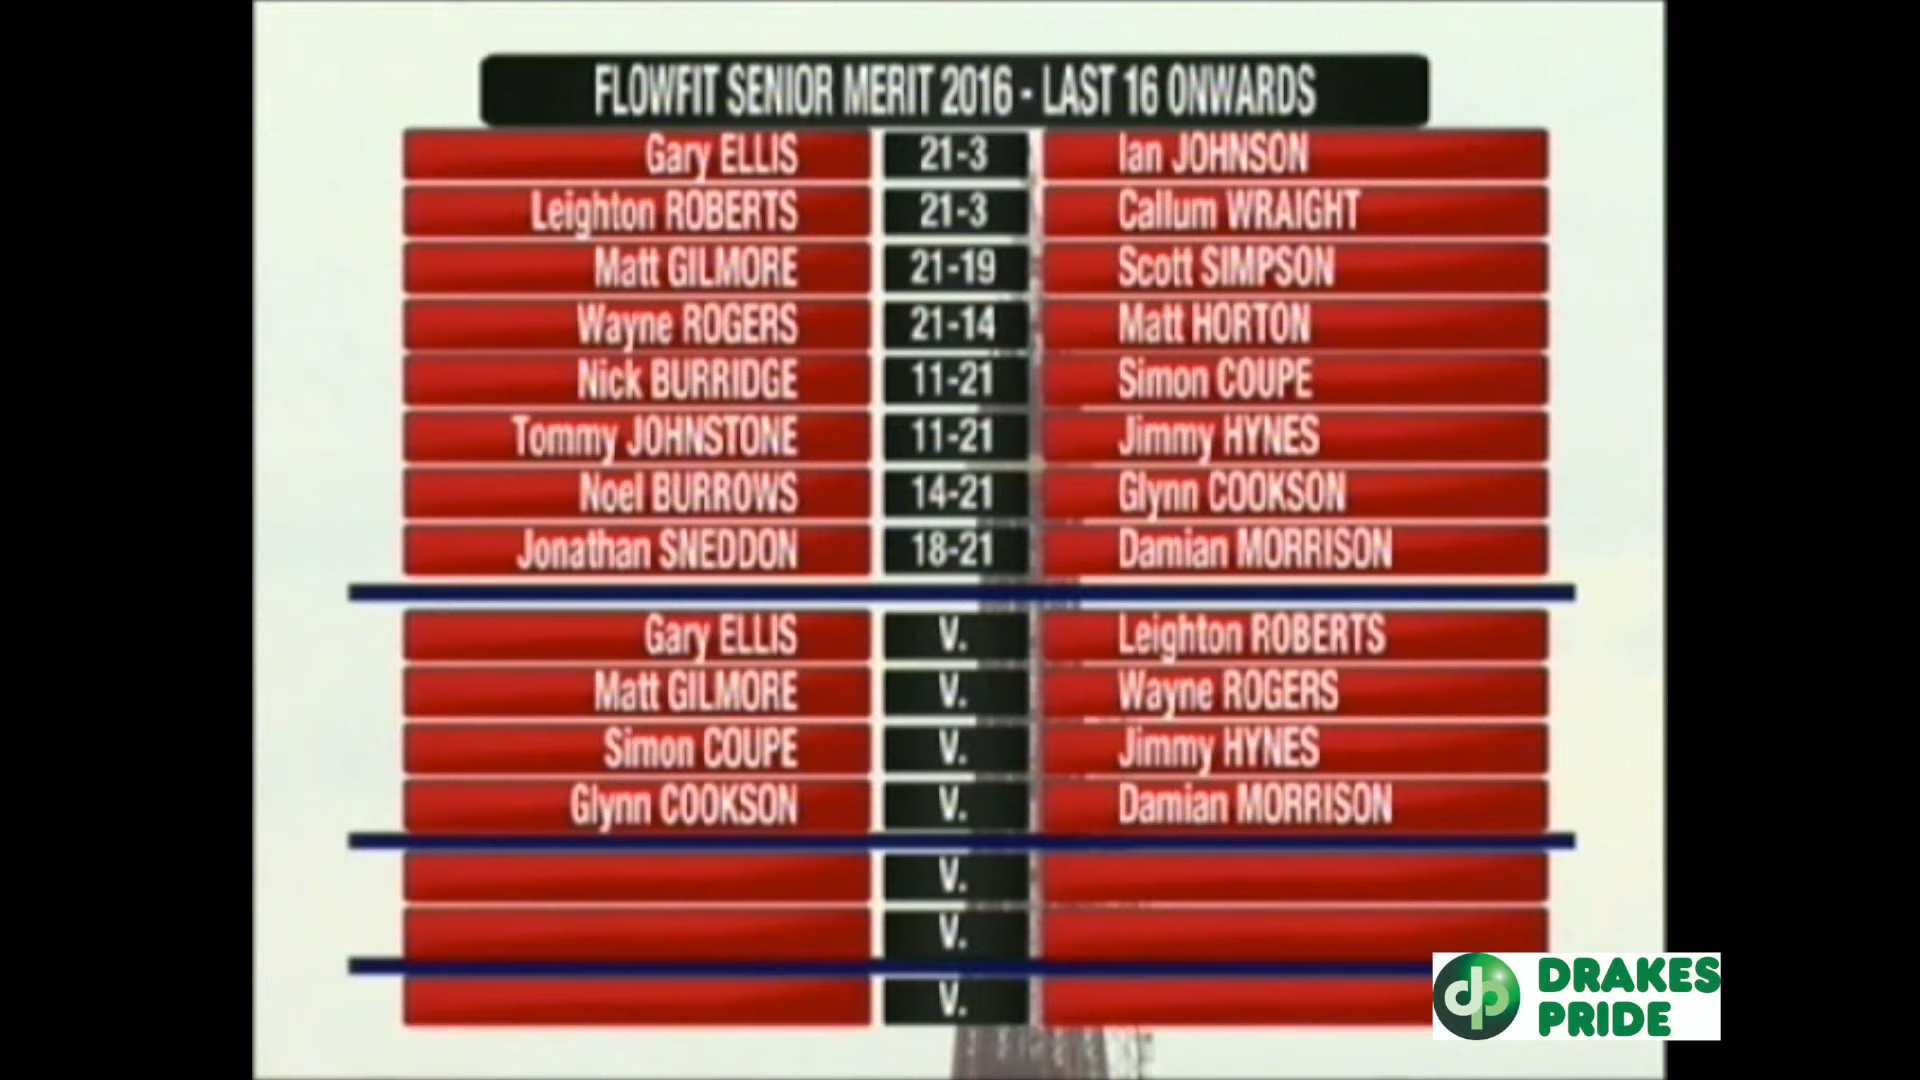 FLOWFIT SENIOR MERIT 2016 - LAST 16 ONWARDS
Gary ELLIS 21-3 Ian JOHNSON
Leighton ROBERTS 21-3 Callum WRAIGHT
Matt GILMORE 21-19 Scott SIMPSON
Wayne ROGERS 21-14 Matt HORTON
Nick BURRIDGE 11-21 Simon COUPE
Tommy JOHNSTONE 11-21 Jimmy HYNES
Noel BURROWS 14-21 Glynn COOKSON
Jonathan SNEDDON 18-21 Damian MORRISON
Gary ELLIS V. Leighton ROBERTS
Matt GILMORE V. Wayne ROGERS
Simon COUPE V. Jimmy HYNES
Glynn COOKSON V. Damian MORRISON
V.
V.
V.
dp DRAKES
PRIDE